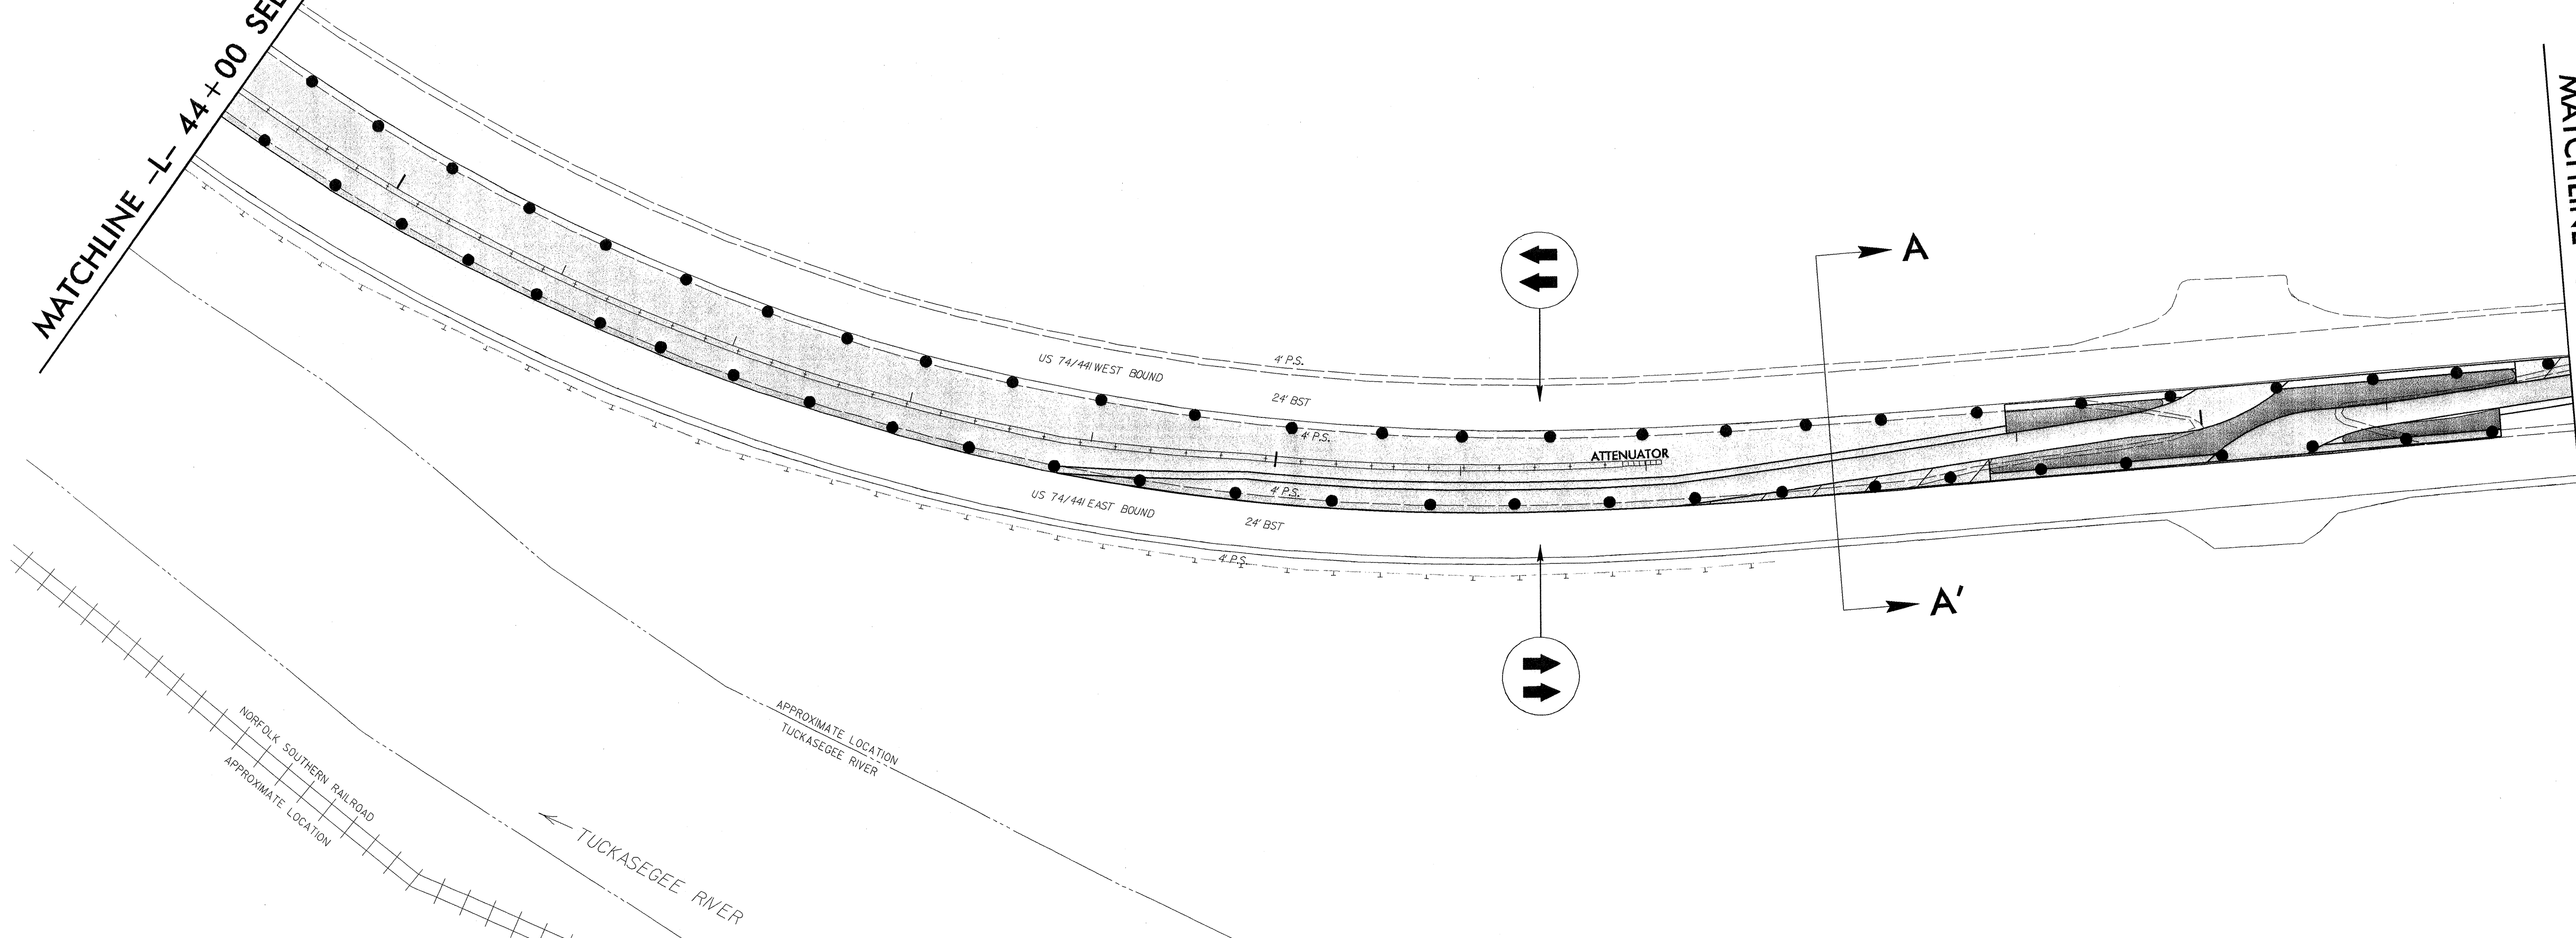 MATCHLINE -L- 44+00
MATCHLINE
A
4' P.S.
US 74/441 WEST BOUND
24' BST
4' P.S.
ATTENUATOR
4' P.S.
US 74/441 EAST BOUND
24' BST
4' P.S.
A'
APPROXIMATE LOCATION
TUCKASEGEE RIVER
NORFOLK SOUTHERN RAILROAD
APPROXIMATE LOCATION
TUCKASEGEE RIVER